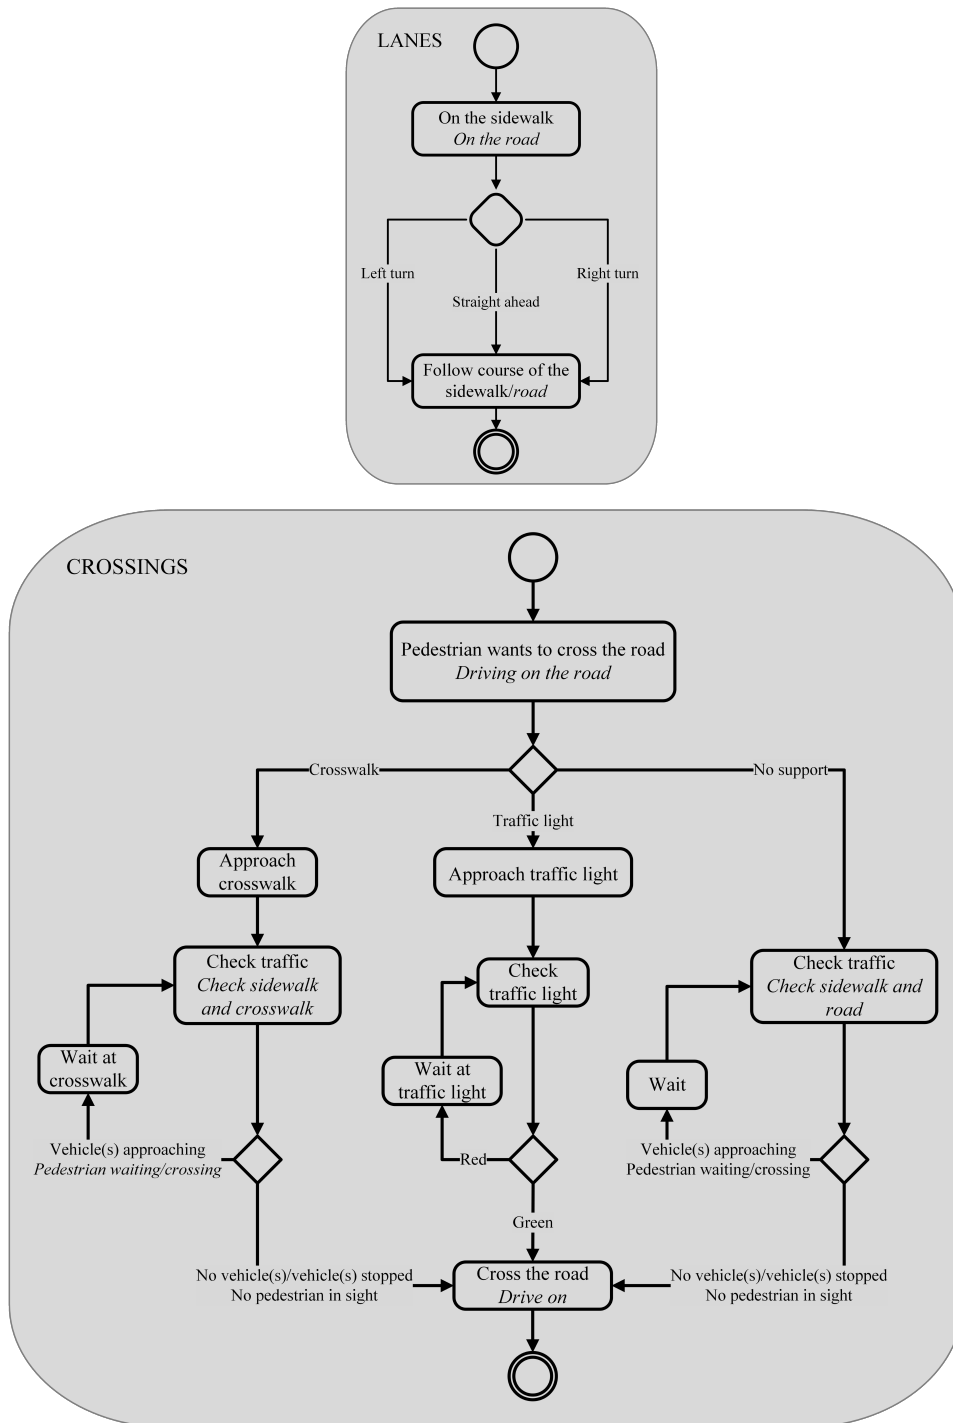 LANES
On the sidewalk
On the road
Left turn
Right turn
Straight ahead
Follow course of the
sidewalk/road
CROSSINGS
Pedestrian wants to cross the road
Driving on the road
Crosswalk
No support
Traffic light
Approach
crosswalk
Approach traffic light
Check traffic
Check sidewalk
and crosswalk
Check
traffic light
Check traffic
Check sidewalk and
road
Wait at
crosswalk
Wait at
traffic light
Wait
Vehicle(s) approaching
Pedestrian waiting/crossing
Red
Vehicle(s) approaching
Pedestrian waiting/crossing
Green
No vehicle(s)/vehicle(s) stopped
No pedestrian in sight
Cross the road
Drive on
No vehicle(s)/vehicle(s) stopped
No pedestrian in sight